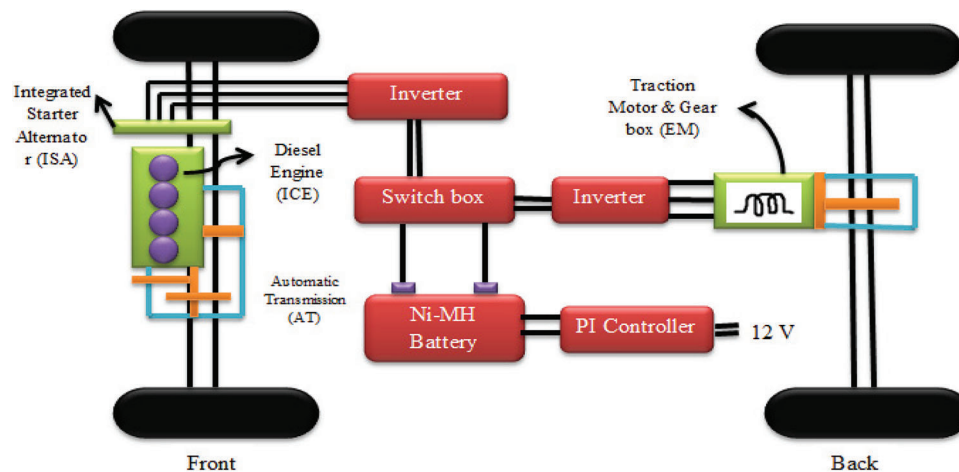 Integrated
Starter
Alternato
r (ISA)
Diesel
Engine
(ICE)
Automatic
Transmission
(AT)
Inverter
Switch box
Inverter
Traction
Motor & Gear
box (EM)
Ni-MH
Battery
PI Controller
12 V
Front
Back